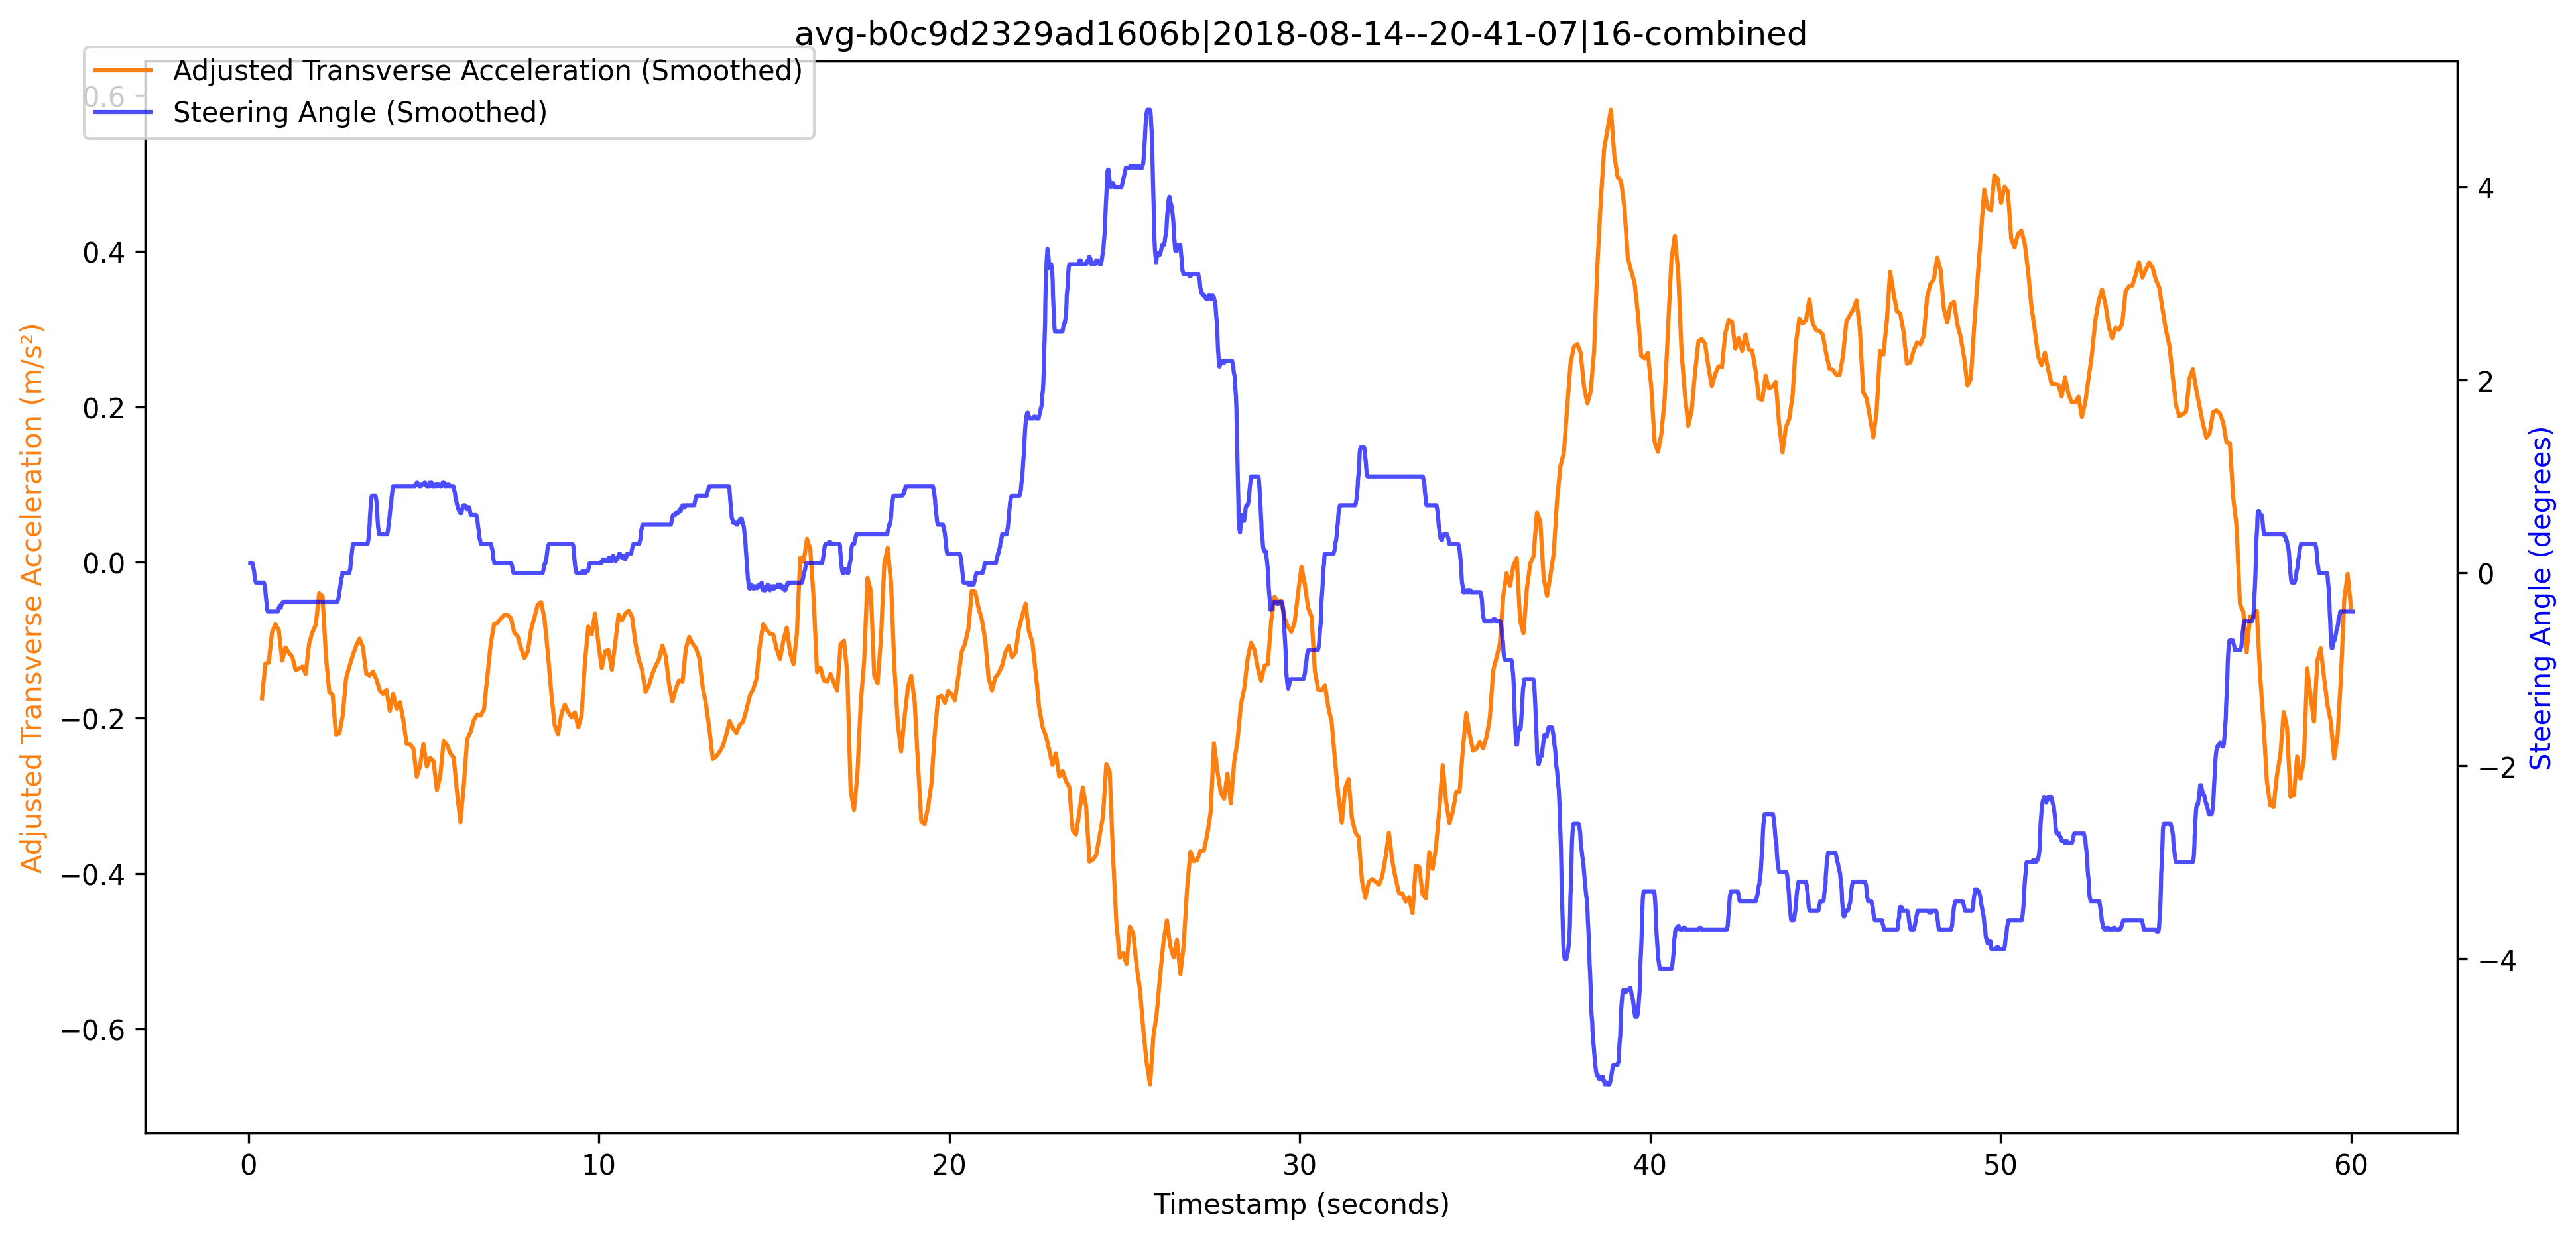 avg-b0c9d2329ad1606b|2018-08-14--20-41-07|16-combined
Adjusted Transverse Acceleration (Smoothed)
Steering Angle (Smoothed)
0.6
0.4
0.2
0.0
−0.2
−0.4
−0.6
Adjusted Transverse Acceleration (m/s²)
4
2
0
−2
−4
Steering Angle (degrees)
0 10 20 30 40 50 60
Timestamp (seconds)